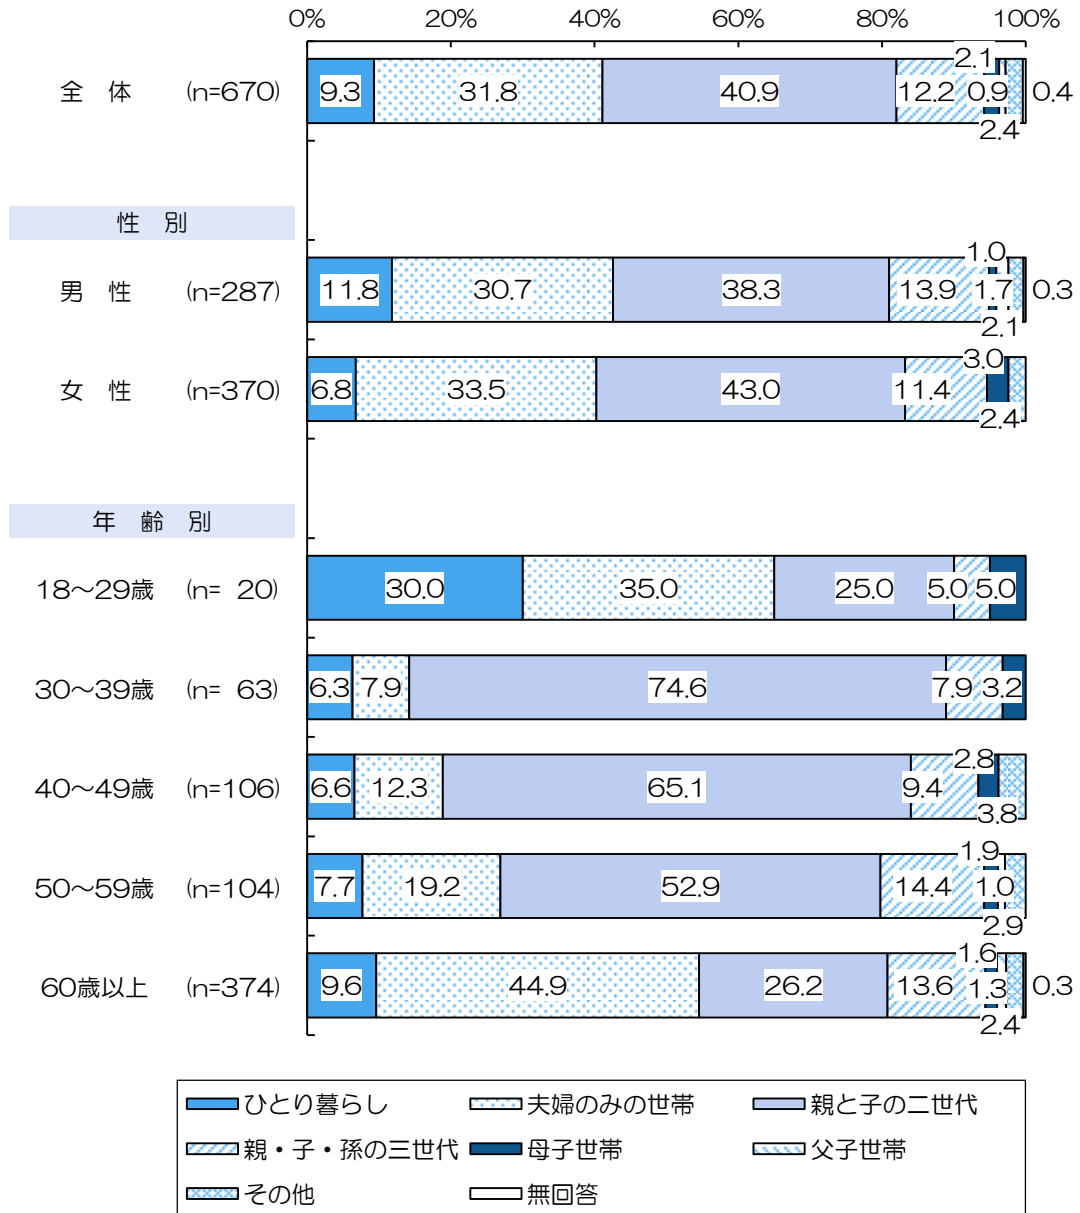 0% 20% 40% 60% 80% 100%
2.1
全 体 (n=670) 9.3 31.8 40.9 12.2 0.9 0.4
2.4
性 別
1.0
男 性 (n=287) 11.8 30.7 38.3 13.9 1.7 0.3
2.1
3.0
女 性 (n=370) 6.8 33.5 43.0 11.4
2.4
年 齢 別
18～29歳 (n= 20) 30.0 35.0 25.0 5.0 5.0
30～39歳 (n= 63) 6.3 7.9 74.6 7.9 3.2
2.8
40～49歳 (n=106) 6.6 12.3 65.1 9.4
3.8
1.9
50～59歳 (n=104) 7.7 19.2 52.9 14.4 1.0
2.9
1.6
60歳以上 (n=374) 9.6 44.9 26.2 13.6 1.3 0.3
2.4
ひとり暮らし 夫婦のみの世帯 親と子の二世代
親・子・孫の三世代 母子世帯 父子世帯
その他 無回答